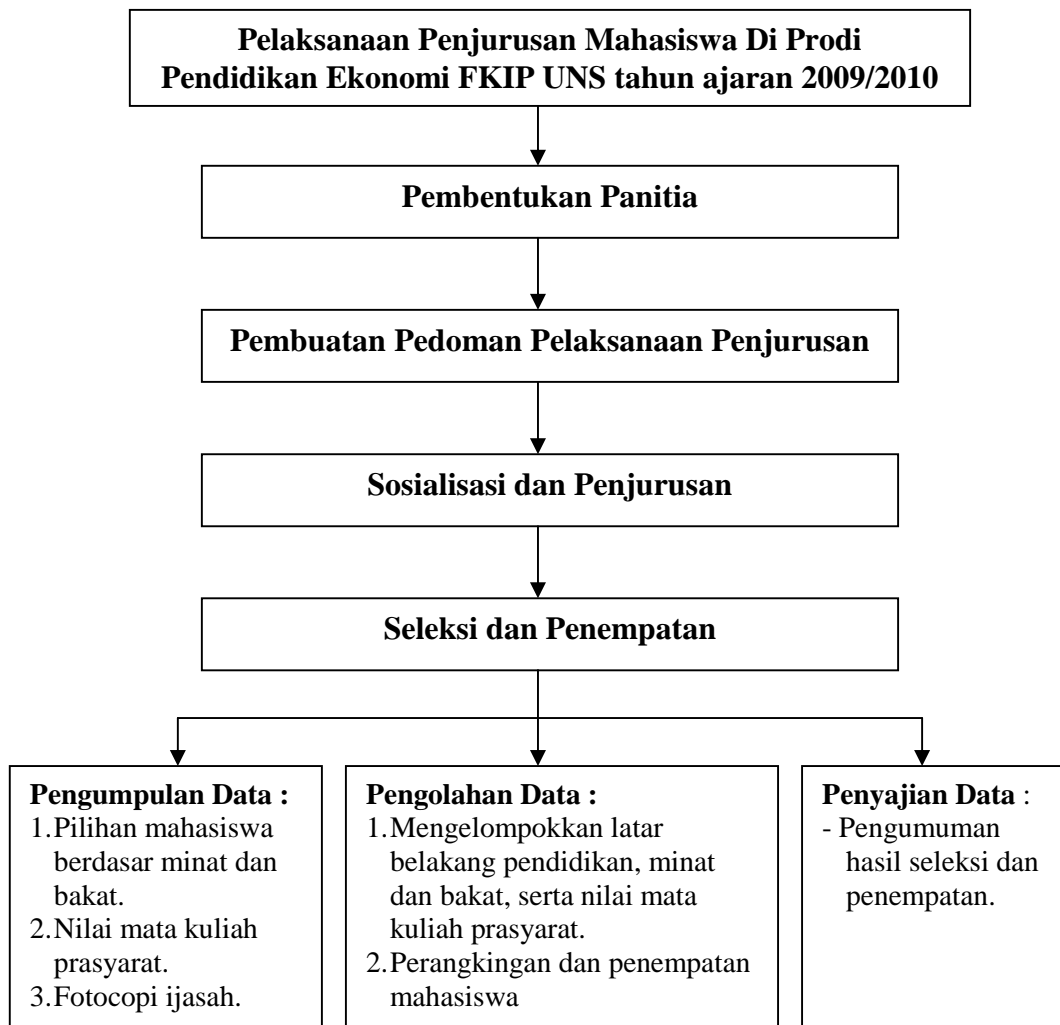 Pelaksanaan Penjurusan Mahasiswa Di Prodi
Pendidikan Ekonomi FKIP UNS tahun ajaran 2009/2010
Pembentukan Panitia
Pembuatan Pedoman Pelaksanaan Penjurusan
Sosialisasi dan Penjurusan
Seleksi dan Penempatan
Pengumpulan Data :
1. Pilihan mahasiswa
berdasar minat dan
bakat.
2. Nilai mata kuliah
prasyarat.
3. Fotocopi ijasah.
Pengolahan Data :
1. Mengelompokkan latar
belakang pendidikan, minat
dan bakat, serta nilai mata
kuliah prasyarat.
2. Perangkingan dan penempatan
mahasiswa
Penyajian Data :
- Pengumuman
hasil seleksi dan
penempatan.